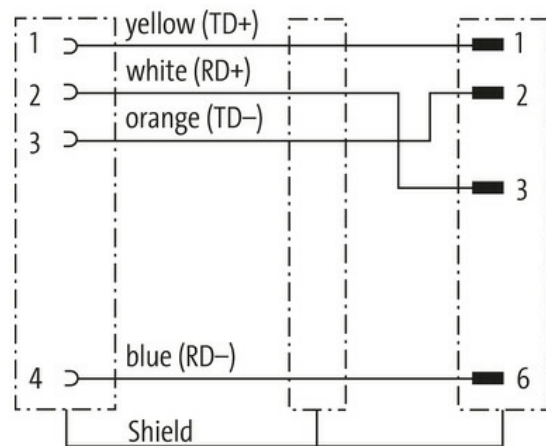 1 yellow (TD+) 1
2 white (RD+) 2
3 orange (TD–)
3
4 blue (RD–) 6
Shield